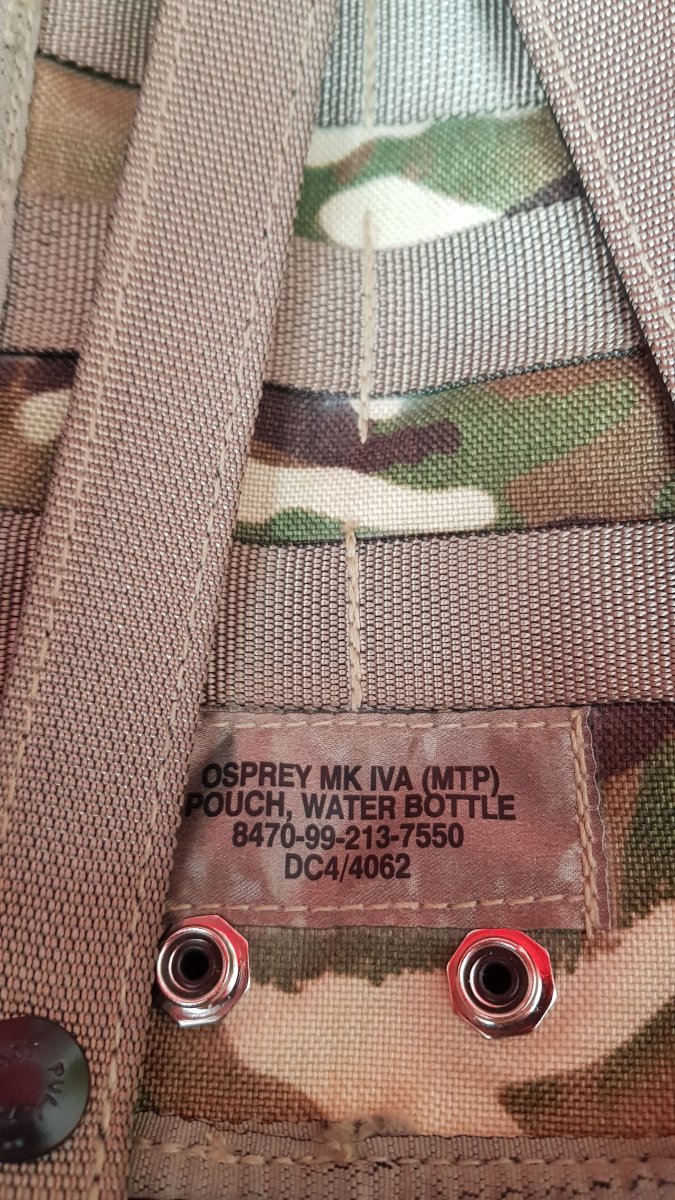 OSPREY MK IVA (MTP)
POUCH, WATER BOTTLE
8470-99-213-7550
DC4/4062